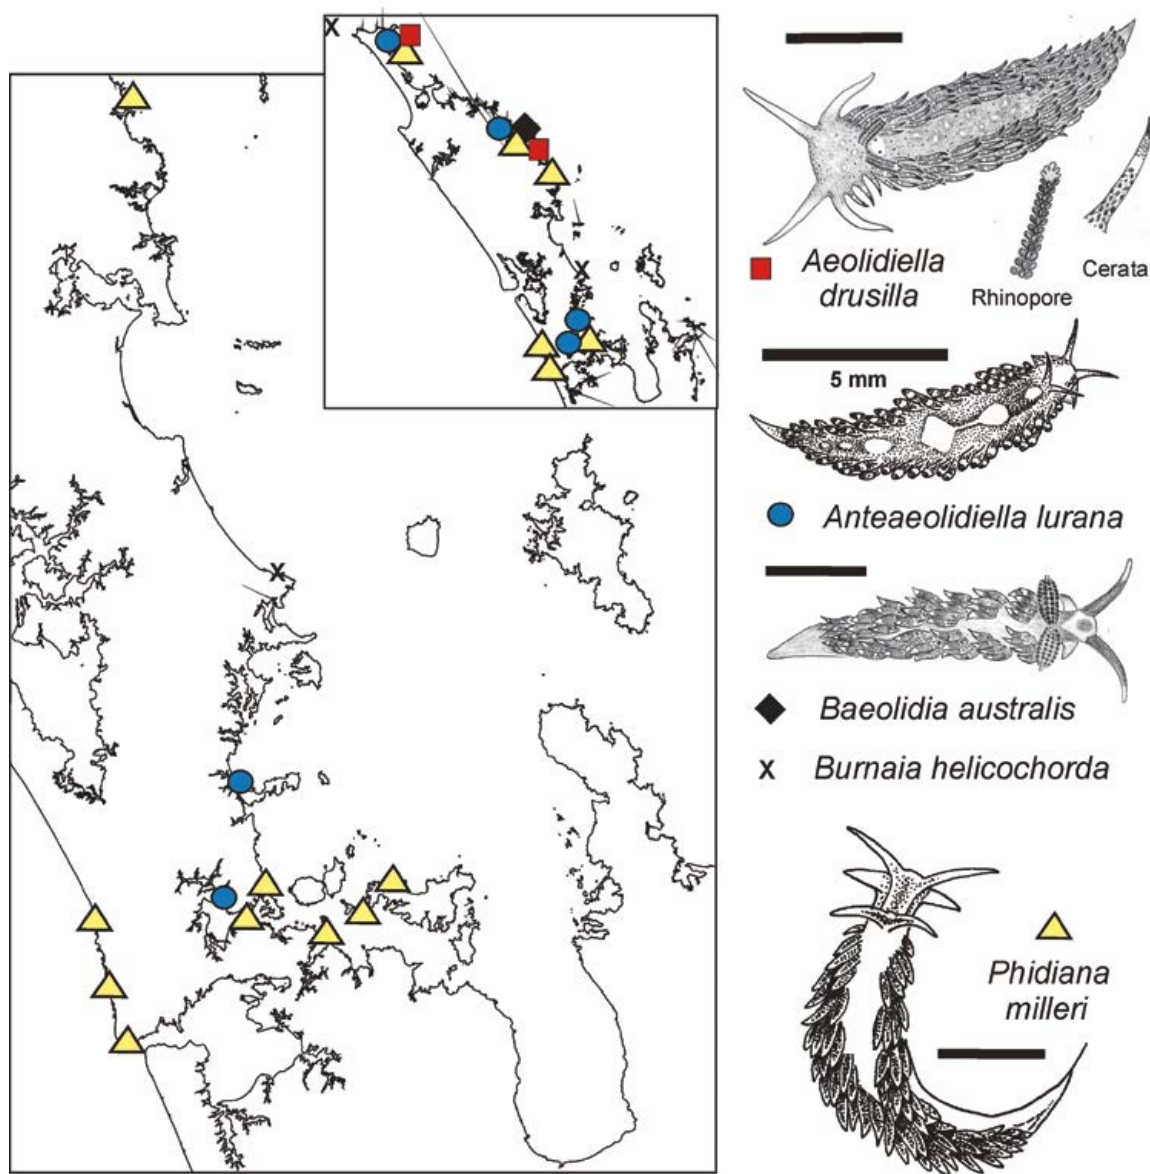 X
X
X
Aeolidiella
drusilla
Rhinopore
Cerata
5 mm
Anteaeolidiella lurana
Baeolidia australis
x Burnaia helicochorda
Phidiana
milleri